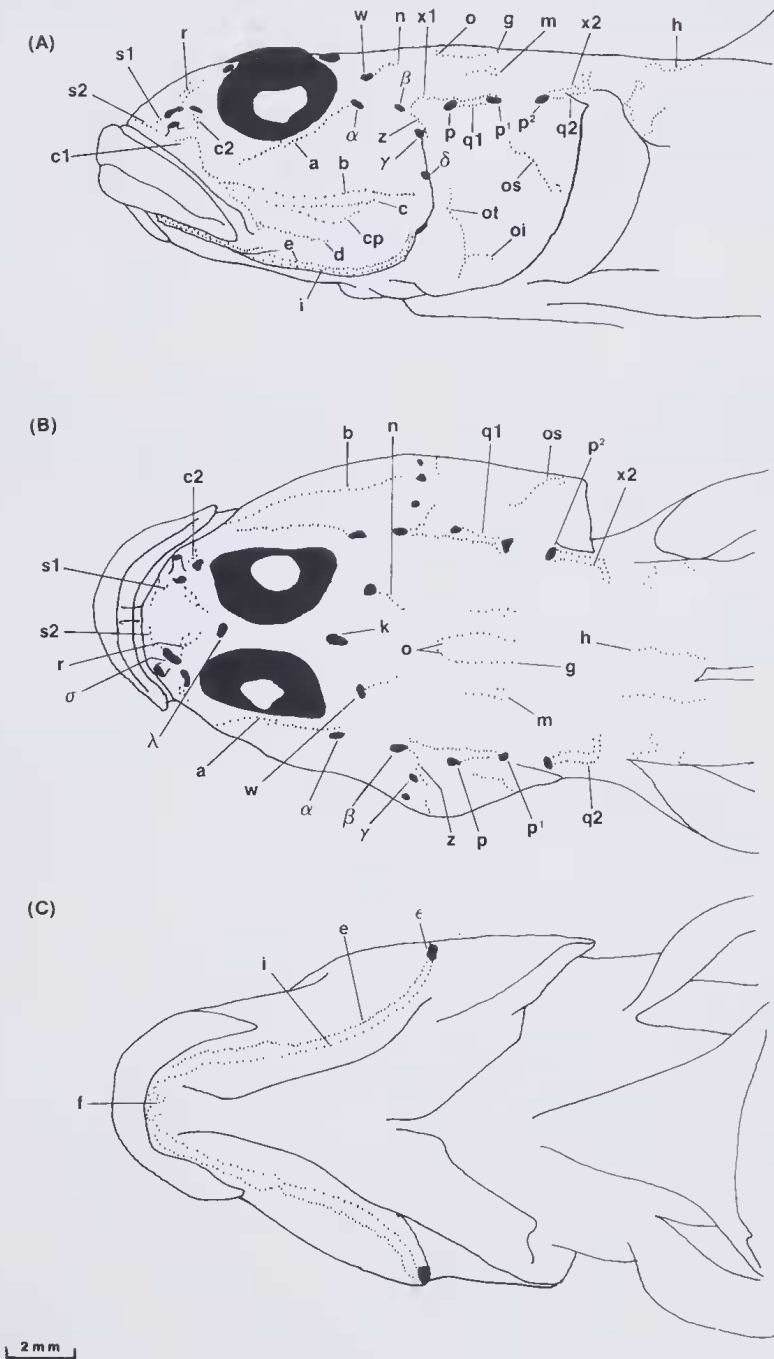 (A)
w n x1 o g m x2 h
r
s1
s2
β
α z p q1 p¹ p² q2
c1 c2 a γ
b δ os
c ot
cp oi
e d
i
(B)
b n q1 os p² x2
c2
s1
s2
k
r o h
σ g
m
λ
a w
α β γ z p p¹ q2
(C)
ϵ
e
i
f
2 mm